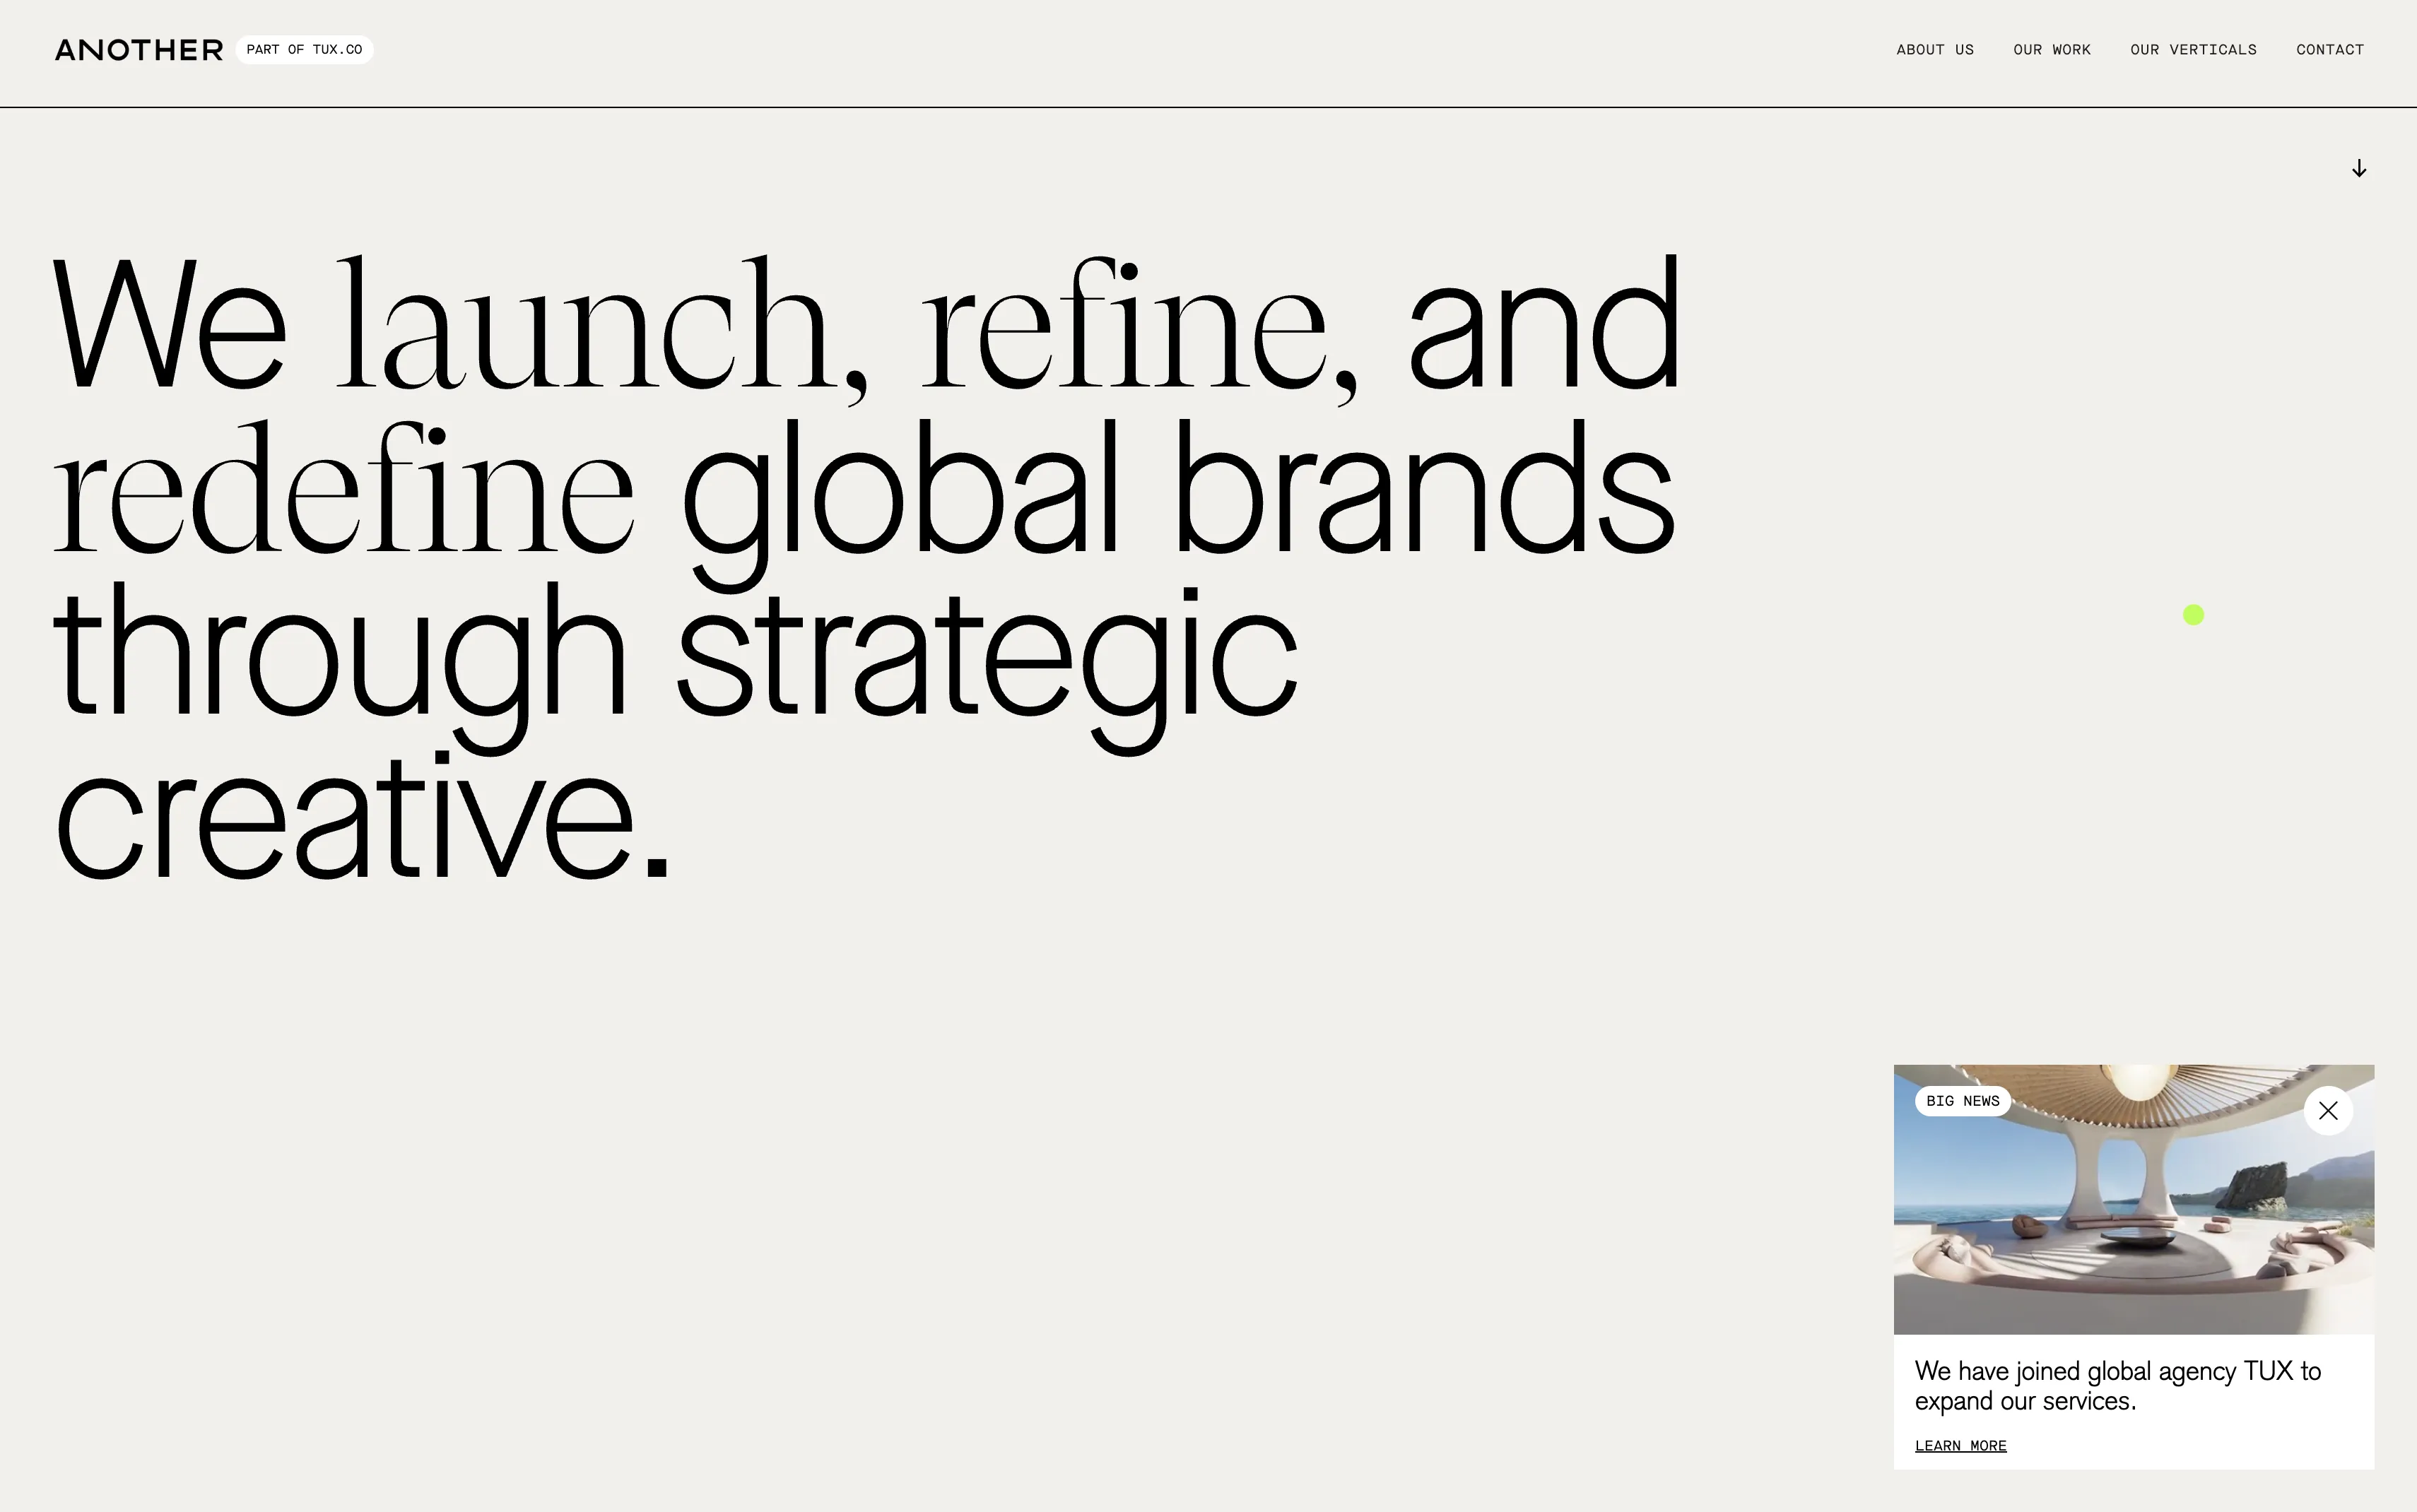 ANOTHER
PART OF TUX.CO
ABOUT US
OUR WORK
OUR VERTICALS
CONTACT
We launch, refine, and
redefine global brands
through strategic
creative.
BIG NEWS
We have joined global agency TUX to
expand our services.
LEARN MORE